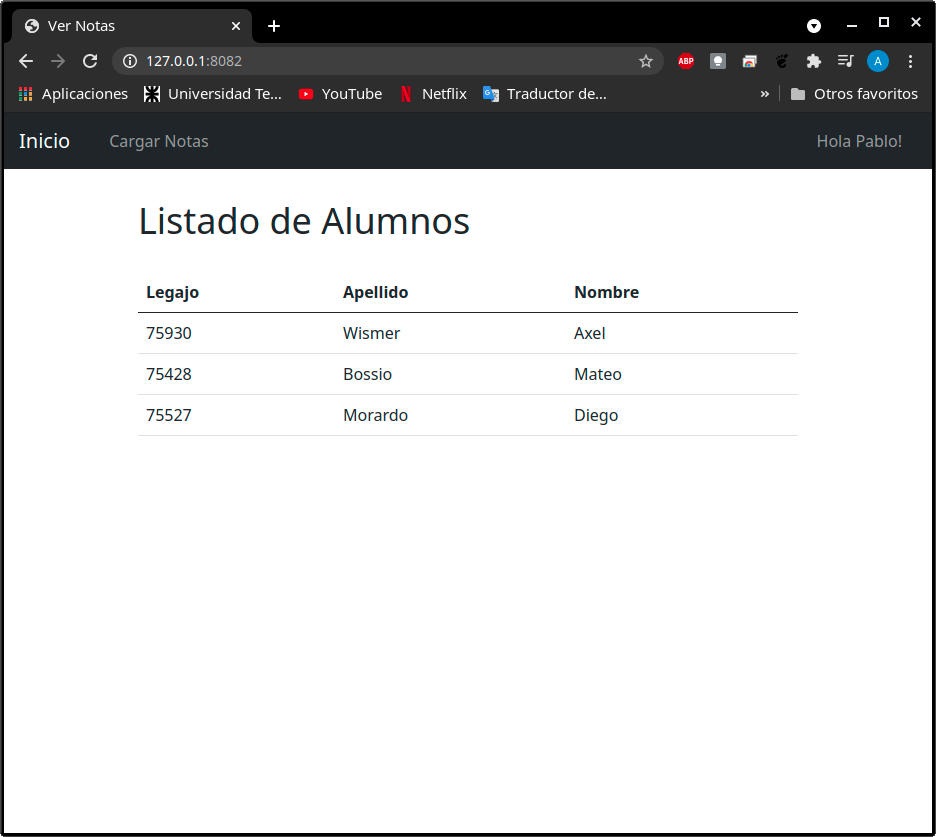 Ver Notas
127.0.0.1:8082
ABP
A
Aplicaciones Universidad Te... YouTube Netflix Traductor de... » Otros favoritos
Inicio Cargar Notas Hola Pablo!
Listado de Alumnos
Legajo Apellido Nombre
75930 Wismer Axel
75428 Bossio Mateo
75527 Morardo Diego